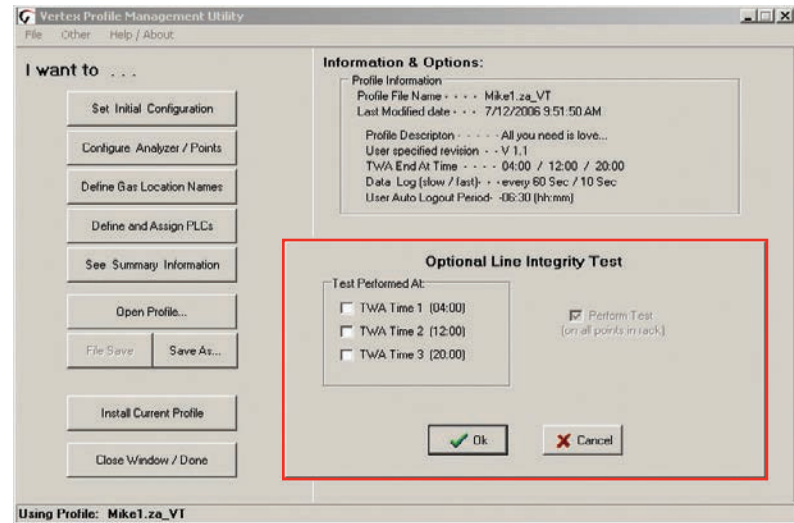 Vertex Profile Management Utility
File Other Help / About
I want to . . .
Set Initial Configuration
Configure Analyzer / Points
Define Gas Location Names
Define and Assign PLCs
See Summary Information
Open Profile...
File Save Save As...
Install Current Profile
Close Window / Done
Information & Options:
Profile Information
Profile File Name · · · · Mike1.za_VT
Last Modified date · · · 7/12/2006 9:51:50 AM
Profile Descripton · · · · · All you need is love...
User specified revision · · V 1.1
TWA End At Time · · · · 04:00 / 12:00 / 20:00
Data Log (slow / fast)· · · every 60 Sec / 10 Sec
User Auto Logout Period· ·06:30 (hh:mm)
Optional Line Integrity Test
Test Performed At:
TWA Time 1 (04:00)
TWA Time 2 (12:00)
TWA Time 3 (20:00)
Perform Test
(on all points in rack)
Ok Cancel
Using Profile: Mike1.za_VT